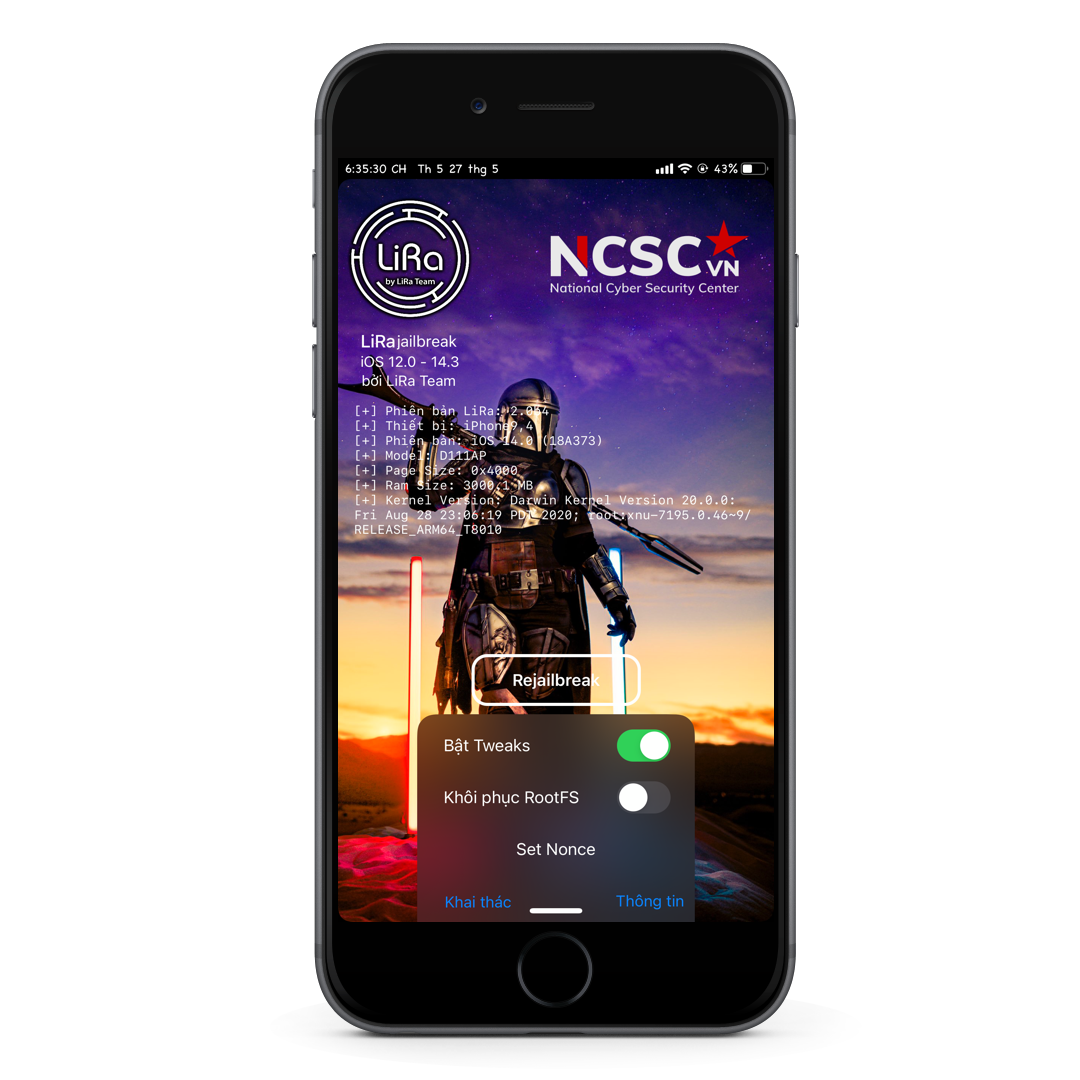 6:35:30 CH Th 5 27 thg 5 43%
LiRa
by LiRa Team
NCSC VN
National Cyber Security Center
LiRajailbreak
iOS 12.0 - 14.3
bởi LiRa Team
[+] Phiên bản LiRa: 2.064
[+] Thiết bị: iPhone9,4
[+] Phiên bản: iOS 14.0 (18A373)
[+] Model: D111AP
[+] Page Size: 0x4000
[+] Ram Size: 3000.1 MB
[+] Kernel Version: Darwin Kernel Version 20.0.0:
Fri Aug 28 23:06:19 PDT 2020; root:xnu-7195.0.46~9/
RELEASE_ARM64_T8010
Rejailbreak
Bật Tweaks
Khôi phục RootFS
Set Nonce
Khai thác Thông tin